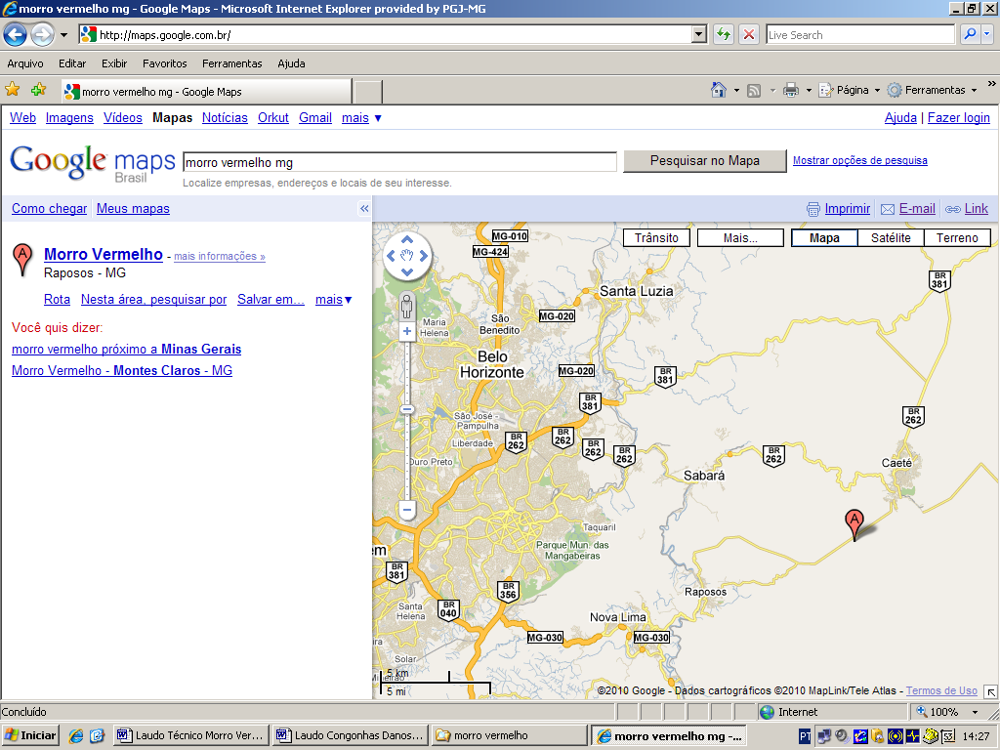 morro vermelho mg - Google Maps - Microsoft Internet Explorer provided by PGJ-MG
http://maps.google.com.br/
Live Search
Arquivo Editar Exibir Favoritos Ferramentas Ajuda
morro vermelho mg - Google Maps
Página Ferramentas »
Web Imagens Vídeos Mapas Notícias Orkut Gmail mais ▼
Ajuda | Fazer login
Google maps
Brasil
morro vermelho mg
Pesquisar no Mapa
Mostrar opções de pesquisa
Localize empresas, endereços e locais de seu interesse.
Como chegar Meus mapas «
Imprimir E-mail Link
A
Morro Vermelho - mais informações »
Raposos - MG
Rota Nesta área, pesquisar por Salvar em... mais▼
Você quis dizer:
morro vermelho próximo a Minas Gerais
Morro Vermelho - Montes Claros - MG
Trânsito Mais... Mapa Satélite Terreno
MG-010
MG-424
Santa Luzia
BR
381
MG-020
Maria
Helena
São
Benedito
Belo
Horizonte
MG-020
BR
381
BR
381
São José -
Pampulha
Liberdade
BR
262
BR
262
BR
262
BR
262
BR
262
BR
262
Caeté
Ouro Preto
Sabará
A
Taquaril
Parque Mun. das
Mangabeiras
em
BR
381
BR
356
BR
040
Raposos
Santa
Helena
Nova Lima
MG-030
MG-030
Solar
5 km
5 mi
©2010 Google - Dados cartográficos ©2010 MapLink/Tele Atlas - Termos de Uso
Concluído
Internet
100%
Iniciar
Laudo Técnico Morro Ver...
Laudo Congonhas Danos...
morro vermelho
morro vermelho mg -...
PT
14:27